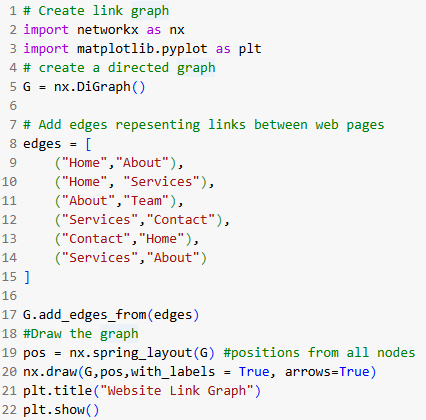 1 # Create link graph
2 import networkx as nx
3 import matplotlib.pyplot as plt
4 # create a directed graph
5 G = nx.DiGraph()
6
7 # Add edges repesenting links between web pages
8 edges = [
9     ("Home","About"),
10     ("Home", "Services"),
11     ("About","Team"),
12     ("Services","Contact"),
13     ("Contact","Home"),
14     ("Services","About")
15 ]
16
17 G.add_edges_from(edges)
18 #Draw the graph
19 pos = nx.spring_layout(G) #positions from all nodes
20 nx.draw(G,pos,with_labels = True, arrows=True)
21 plt.title("Website Link Graph")
22 plt.show()